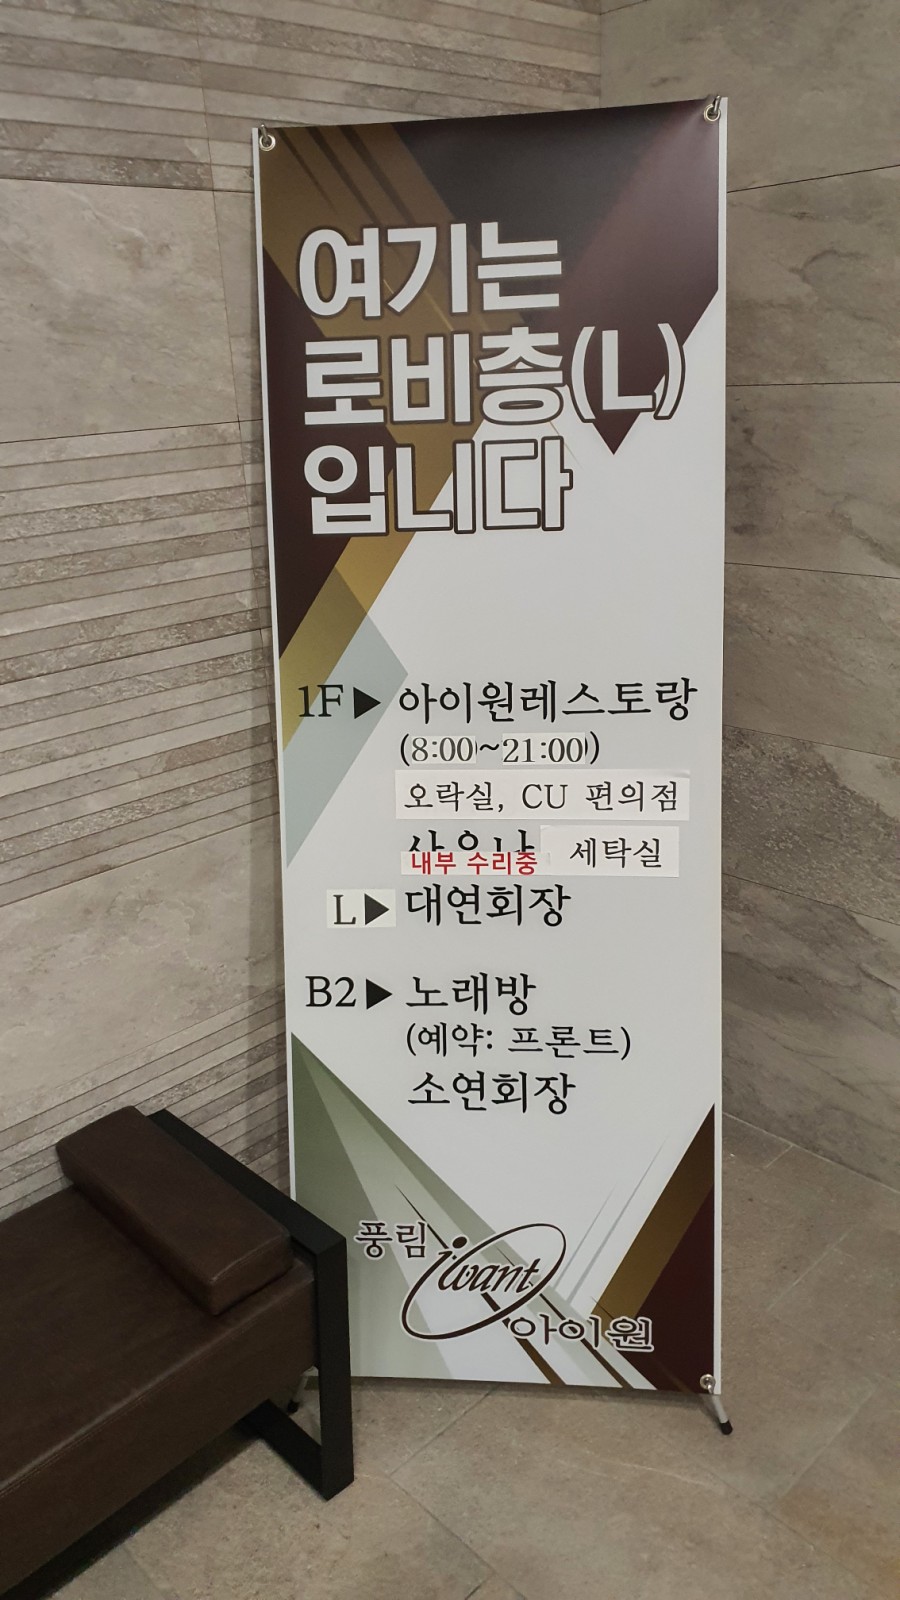 여기는
로비층(L)
입니다
1F▶ 아이원레스토랑
(8:00~21:00)
오락실, CU 편의점
사우나 세탁실
내부 수리중
L▶ 대연회장
B2▶ 노래방
(예약: 프론트)
소연회장
풍림
iwant
아이원